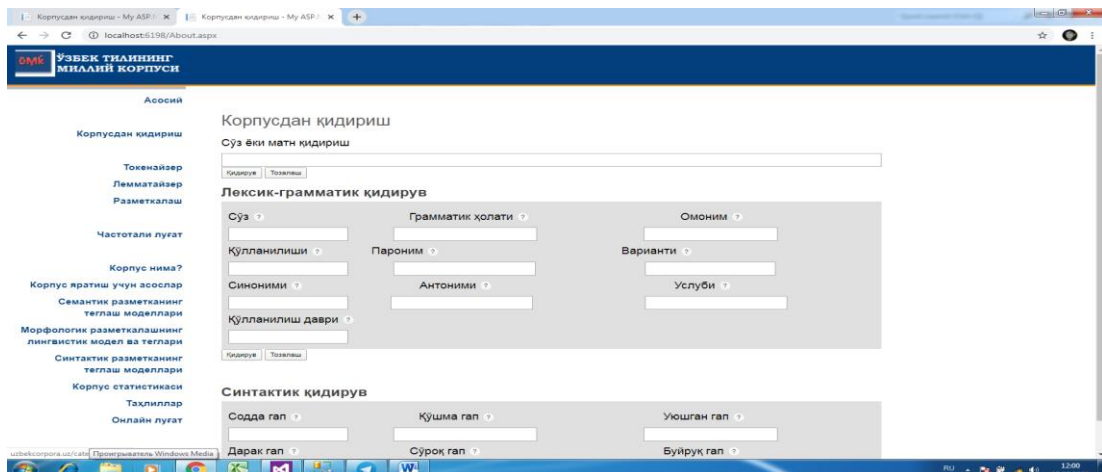 Корпусдан қидириш - My ASP.
Корпусдан қидириш - My ASP.
localhost:6198/About.aspx
ЎЗБЕК ТИЛИНИНГ
МИЛЛИЙ КОРПУСИ
Асосий
Корпусдан қидириш
Токенайзер
Лемматайзер
Разметкалаш
Частотали луғат
Корпус нима?
Корпус яратиш учун асослар
Семантик разметканинг
теглаш моделлари
Морфологик разметкалашнинг
лингвистик модел ва теглари
Синтактик разметканинг
теглаш моделлари
Корпус статистикаси
Таҳлиллар
Онлайн луғат
Корпусдан қидириш
Сўз ёки матн қидириш
Қидирув Тозалаш
Лексик-грамматик қидирув
Сўз ? Грамматик ҳолати ? Омоним ?
Қўлланилиши ? Пароним ? Варианти ?
Синоними ? Антоними ? Услуби ?
Қўлланилиш даври ?
Қидирув Тозалаш
Синтактик қидирув
Содда гап ? Қўшма гап ? Уюшган гап ?
Дарак гап ? Сўроқ гап ? Буйруқ гап ?
uzbekcorpora.uz/cate Проигрыватель Windows Media
RU 12:00